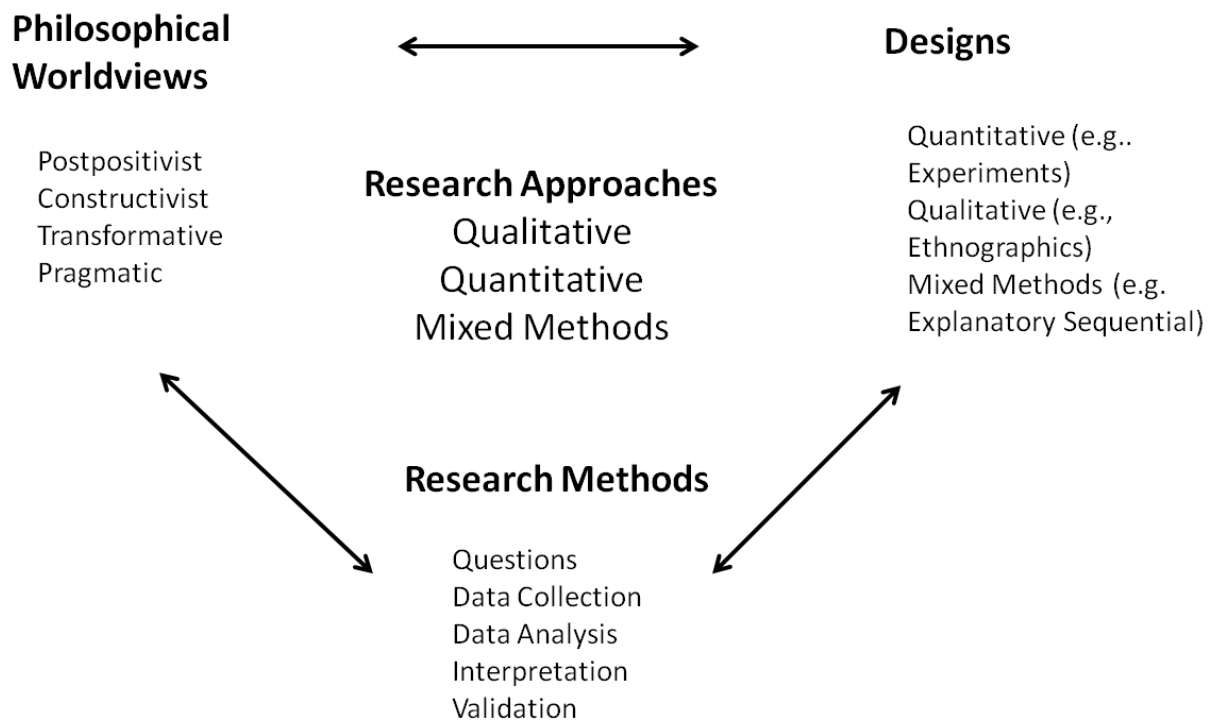 Philosophical
Worldviews
Designs
Postpositivist
Constructivist
Transformative
Pragmatic
Research Approaches
Qualitative
Quantitative
Mixed Methods
Quantitative (e.g..
Experiments)
Qualitative (e.g.,
Ethnographics)
Mixed Methods (e.g.
Explanatory Sequential)
Research Methods
Questions
Data Collection
Data Analysis
Interpretation
Validation